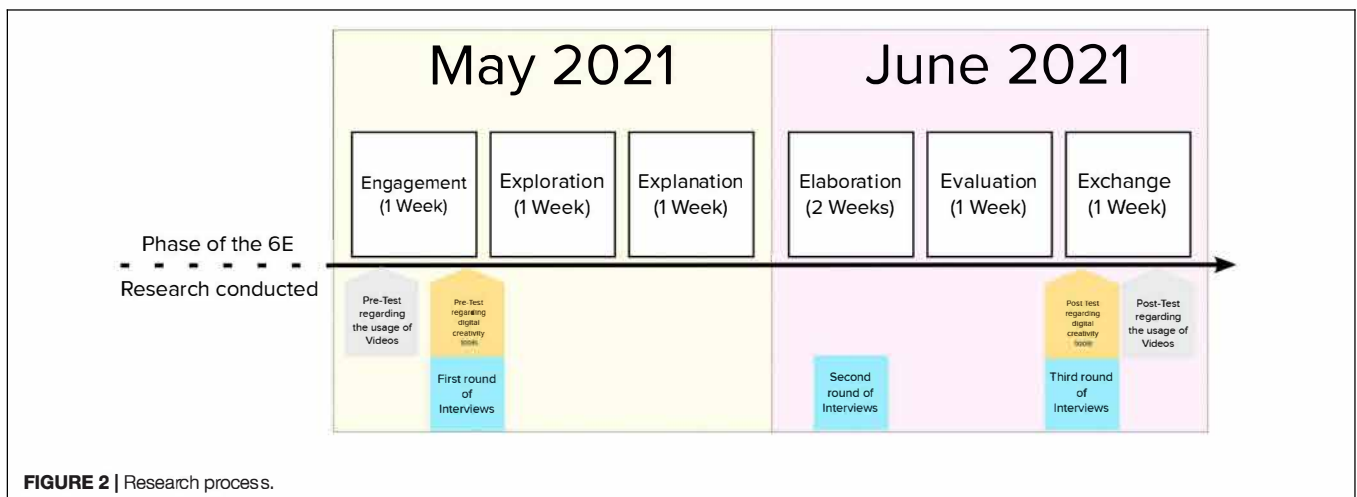 May 2021
June 2021
Engagement
(1 Week)
Exploration
(1 Week)
Explanation
(1 Week)
Elaboration
(2 Weeks)
Evaluation
(1 Week)
Exchange
(1 Week)
Phase of the 6E
Research conducted
Pre-Test
regarding
the usage of
Videos
Pre-Test
regarding
digital
creativity
First round
of
Interviews
Second
round of
Interviews
Post Test
regarding
digital
creativity
Third round
of
Interviews
Post-Test
regarding
the usage of
Videos
FIGURE 2 | Research process.